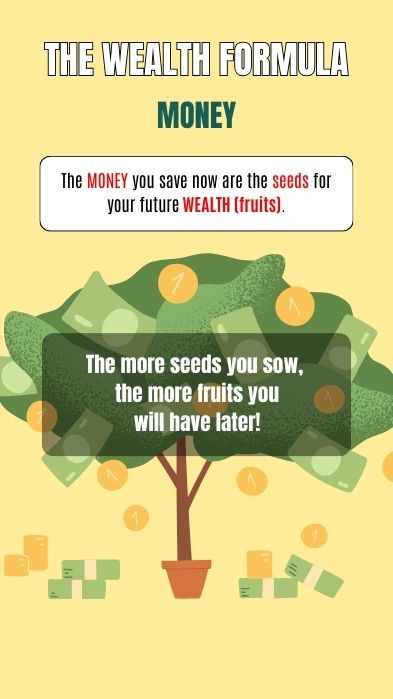 THE WEALTH FORMULA
MONEY
The MONEY you save now are the seeds for
your future WEALTH (fruits).
The more seeds you sow,
the more fruits you
will have later!